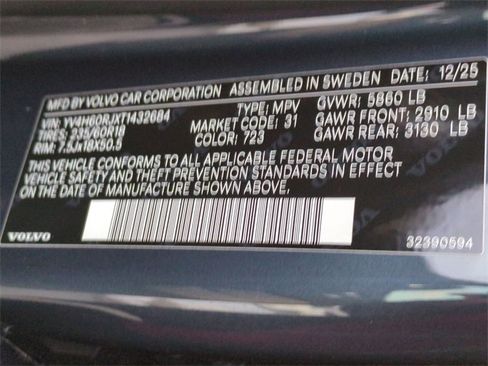 MFD BY VOLVO CAR CORPORATION ASSEMBLED IN SWEDEN DATE: 12/25
VIN: YV4H60RJXT1432684 TYPE: MPV GVWR: 5860 LB
TIRES: 235/60R18 MARKET CODE: 31 GAWR FRONT: 2910 LB
RIM: 7.5Jx18x50.5 COLOR: 723 GAWR REAR: 3130 LB
THIS VEHICLE CONFORMS TO ALL APPLICABLE FEDERAL MOTOR
VEHICLE SAFETY AND THEFT PREVENTION STANDARDS IN EFFECT
ON DATE OF MANUFACTURE SHOWN ABOVE.
VOLVO 32390594